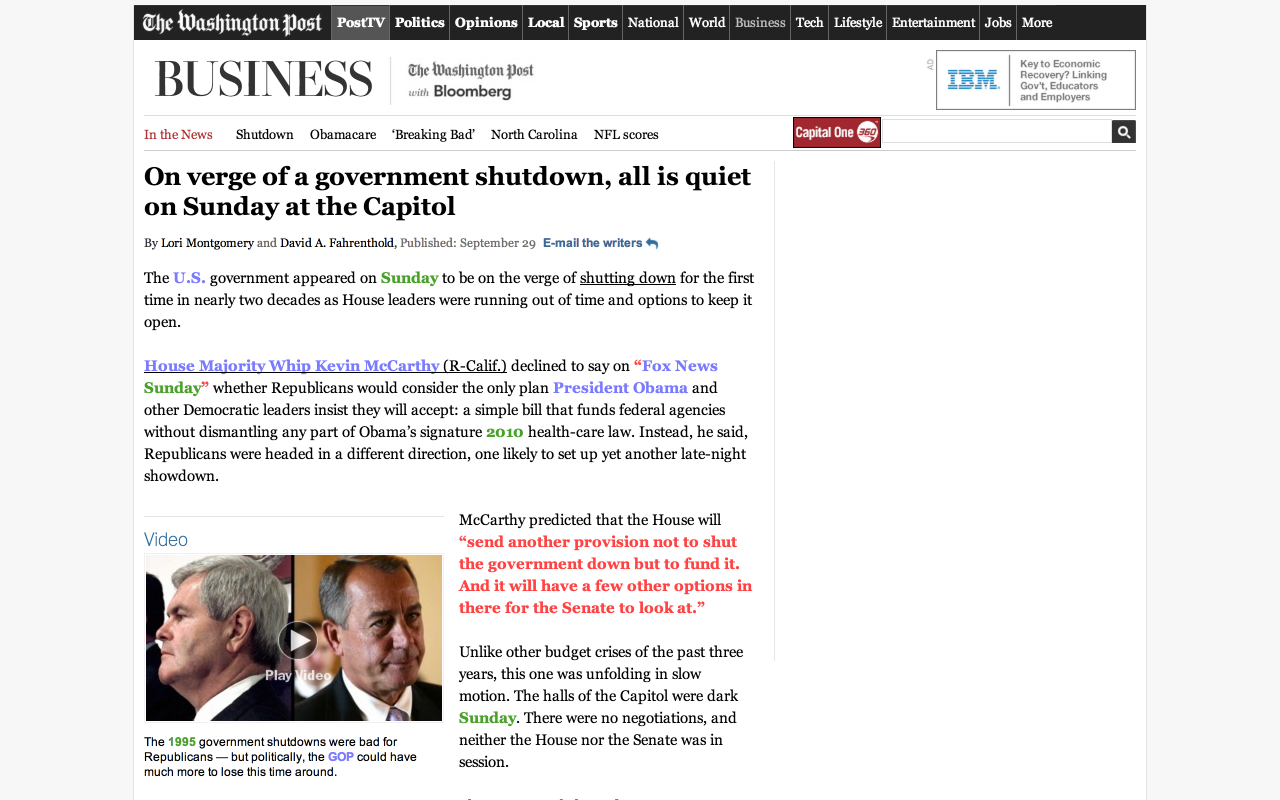 The Washington Post PostTV Politics Opinions Local Sports National World Business Tech Lifestyle Entertainment Jobs More
BUSINESS
The Washington Post
with Bloomberg
AD
IBM
Key to Economic
Recovery? Linking
Gov't, Educators
and Employers
In the News Shutdown Obamacare ‘Breaking Bad’ North Carolina NFL scores
Capital One 360
On verge of a government shutdown, all is quiet
on Sunday at the Capitol
By Lori Montgomery and David A. Fahrenthold, Published: September 29 E-mail the writers
The U.S. government appeared on Sunday to be on the verge of shutting down for the first
time in nearly two decades as House leaders were running out of time and options to keep it
open.
House Majority Whip Kevin McCarthy (R-Calif.) declined to say on “Fox News
Sunday” whether Republicans would consider the only plan President Obama and
other Democratic leaders insist they will accept: a simple bill that funds federal agencies
without dismantling any part of Obama’s signature 2010 health-care law. Instead, he said,
Republicans were headed in a different direction, one likely to set up yet another late-night
showdown.
Video
Play Video
The 1995 government shutdowns were bad for
Republicans — but politically, the GOP could have
much more to lose this time around.
McCarthy predicted that the House will
“send another provision not to shut
the government down but to fund it.
And it will have a few other options in
there for the Senate to look at.”
Unlike other budget crises of the past three
years, this one was unfolding in slow
motion. The halls of the Capitol were dark
Sunday. There were no negotiations, and
neither the House nor the Senate was in
session.